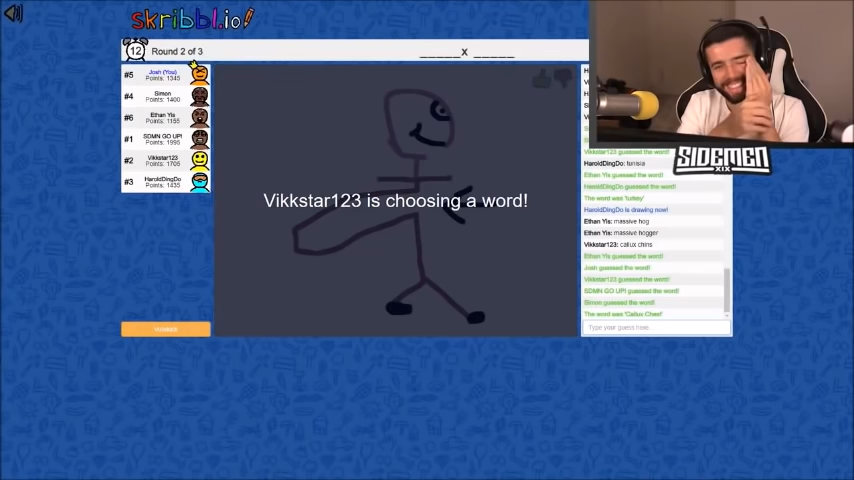 skribbl.io
12
Round 2 of 3
_____x _____
#5 Josh (You)
Points: 1345
#4 Simon
Points: 1400
#6 Ethan Yis
Points: 1155
#1 SDMN GO UP!
Points: 1995
#2 Vikkstar123
Points: 1705
#3 HaroldDingDo
Points: 1435
Vikkstar123 is choosing a word!
SIDEMEN
XIX
Vikkstar123 guessed the word!
HaroldDingDo: tunisia
Ethan Yis guessed the word!
HaroldDingDo guessed the word!
The word was 'turkey'
HaroldDingDo is drawing now!
Ethan Yis: massive hog
Ethan Yis: massive hogger
Vikkstar123: callux chins
Ethan Yis guessed the word!
Josh guessed the word!
Vikkstar123 guessed the word!
SDMN GO UP! guessed the word!
Simon guessed the word!
The word was 'Callux Chest'
Type your guess here...